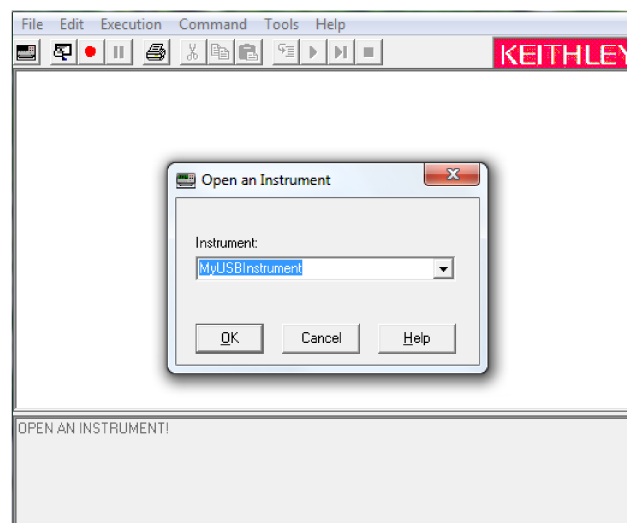 File Edit Execution Command Tools Help
KEITHLEY
Open an Instrument
Instrument:
MyUSBInstrument
OK Cancel Help
OPEN AN INSTRUMENT!